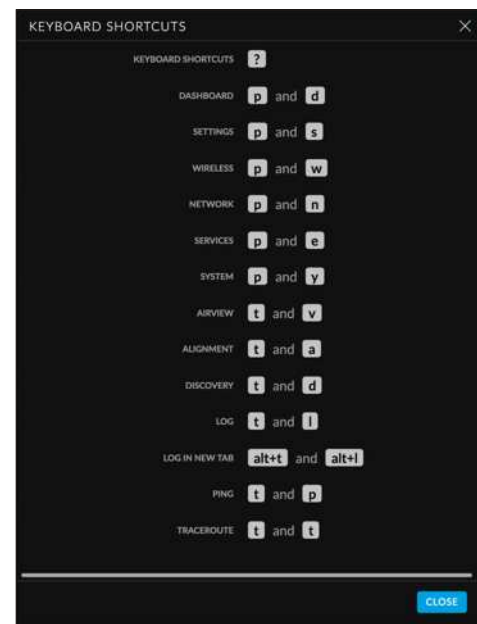 KEYBOARD SHORTCUTS
KEYBOARD SHORTCUTS ?
DASHBOARD p and d
SETTINGS p and s
WIRELESS p and w
NETWORK p and n
SERVICES p and e
SYSTEM p and y
AIRVIEW t and v
ALIGNMENT t and a
DISCOVERY t and d
LOG t and l
LOG IN NEW TAB alt+t and alt+l
PING t and p
TRACEROUTE t and t
CLOSE